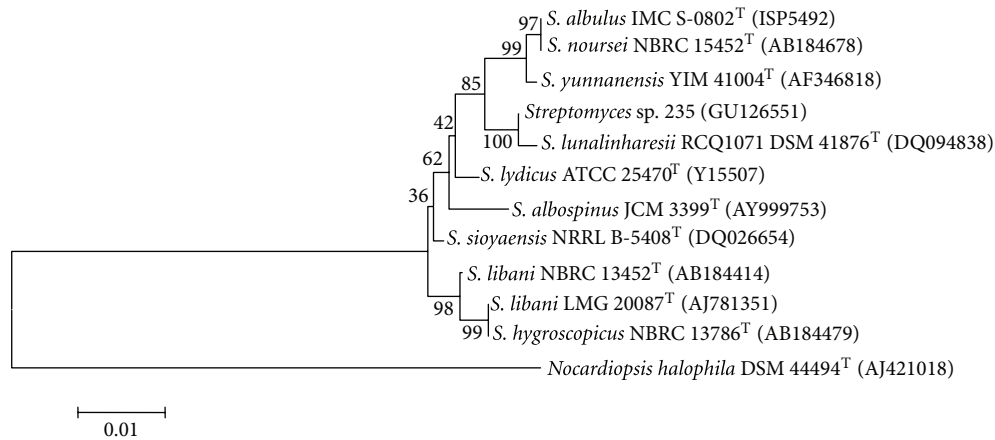 97 S. albulus IMC S-0802ᵀ (ISP5492)
S. noursei NBRC 15452ᵀ (AB184678)
99
S. yunnanensis YIM 41004ᵀ (AF346818)
85
Streptomyces sp. 235 (GU126551)
42
100 S. lunalinharesii RCQ1071 DSM 41876ᵀ (DQ094838)
62
S. lydicus ATCC 25470ᵀ (Y15507)
36
S. albospinus JCM 3399ᵀ (AY999753)
S. sioyaensis NRRL B-5408ᵀ (DQ026654)
S. libani NBRC 13452ᵀ (AB184414)
98 S. libani LMG 20087ᵀ (AJ781351)
99 S. hygroscopicus NBRC 13786ᵀ (AB184479)
Nocardiopsis halophila DSM 44494ᵀ (AJ421018)
0.01